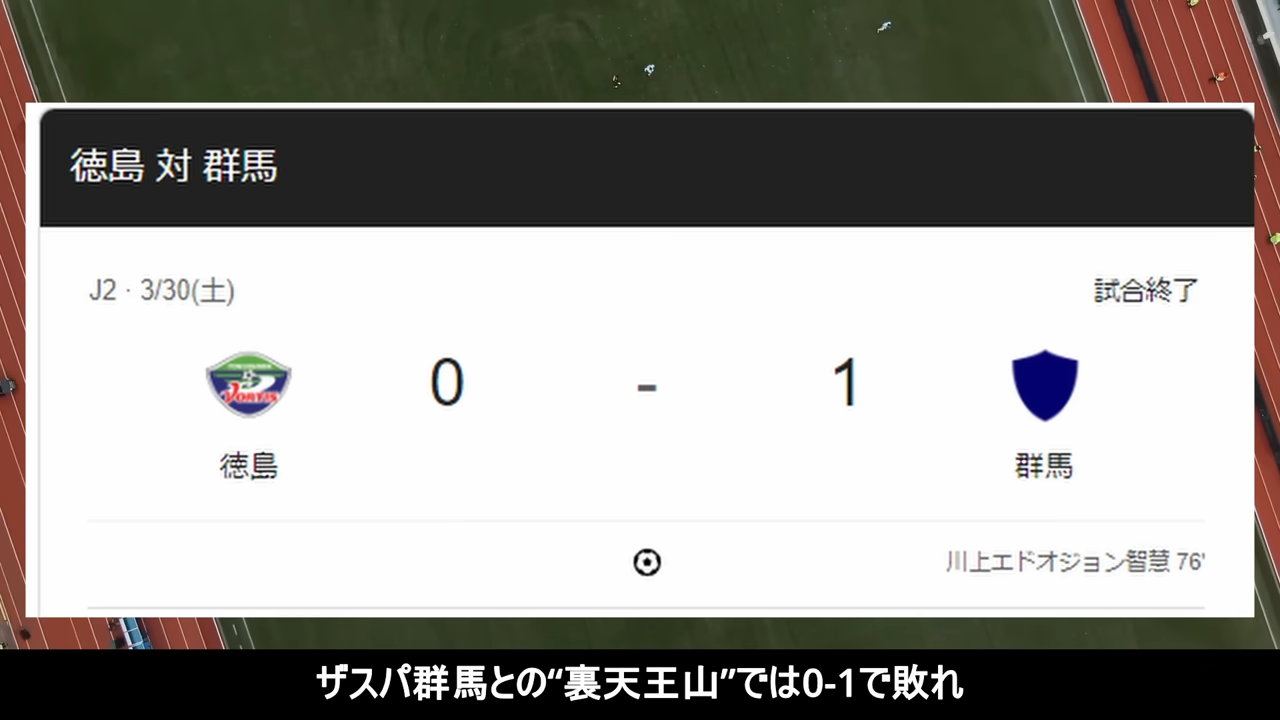 徳島 対 群馬
J2 · 3/30(土)
試合終了
VORTIS
0 - 1
徳島
群馬
川上エドオジョン智慧 76'
ザスパ群馬との“裏天王山”では0-1で敗れ